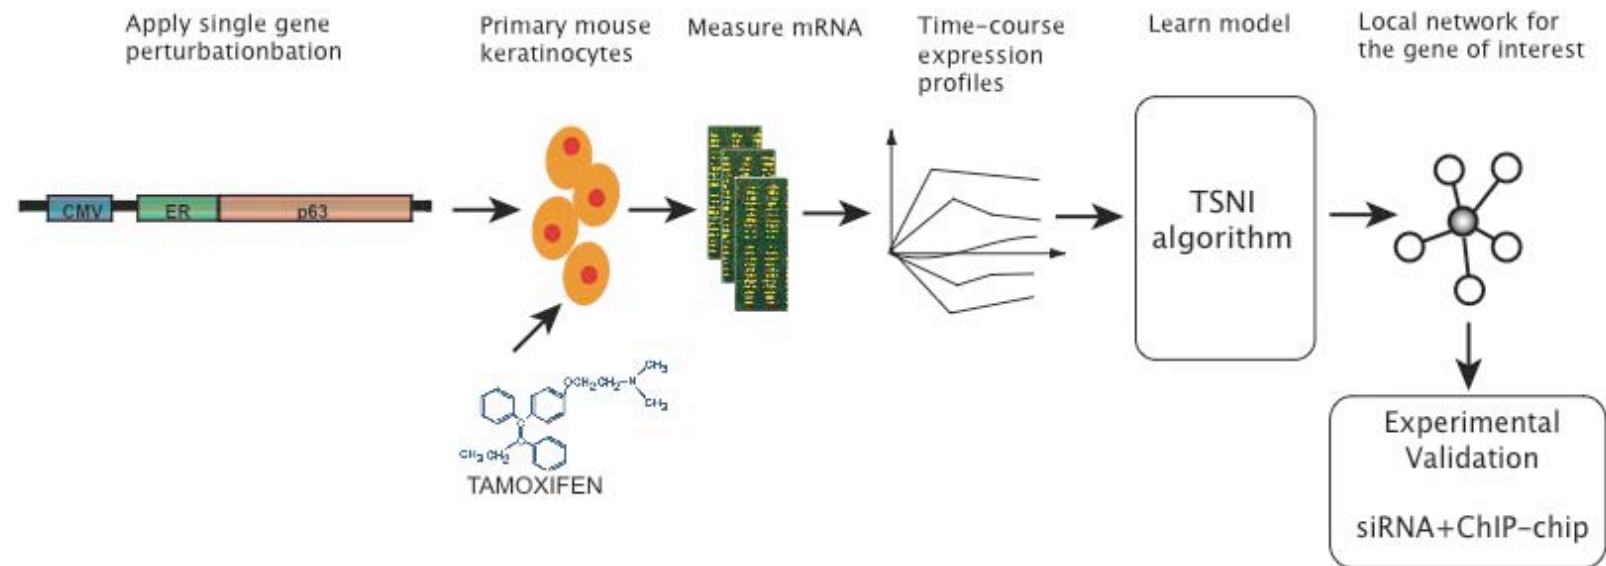 Apply single gene
perturbationbation
Primary mouse
keratinocytes
Measure mRNA
Time-course
expression
profiles
Learn model
Local network for
the gene of interest
CMV
ER
p63
TSNI
algorithm
OCH₂CH₂-N
CH₃
CH₃
C
C
CH₃CH₂
TAMOXIFEN
Experimental
Validation
siRNA+ChIP-chip